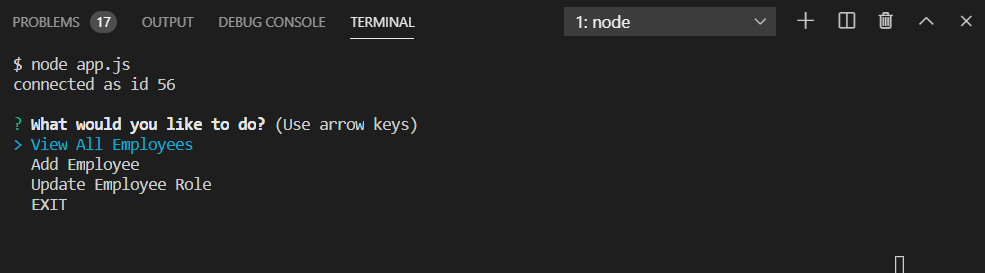 PROBLEMS 17 OUTPUT DEBUG CONSOLE TERMINAL 1: node
$ node app.js
connected as id 56
? What would you like to do? (Use arrow keys)
> View All Employees
Add Employee
Update Employee Role
EXIT